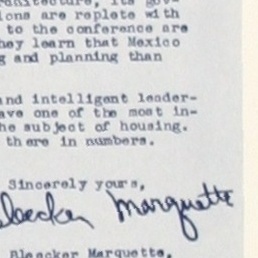 rchitecture, its gov-
ions are replete with
to the conference are
hey learn that Mexico
g and planning than
and intelligent leader-
ave one of the most in-
he subject of housing.
there in numbers.
Sincerely yours,
Bleecker Marquette
Bleecker Marquette,